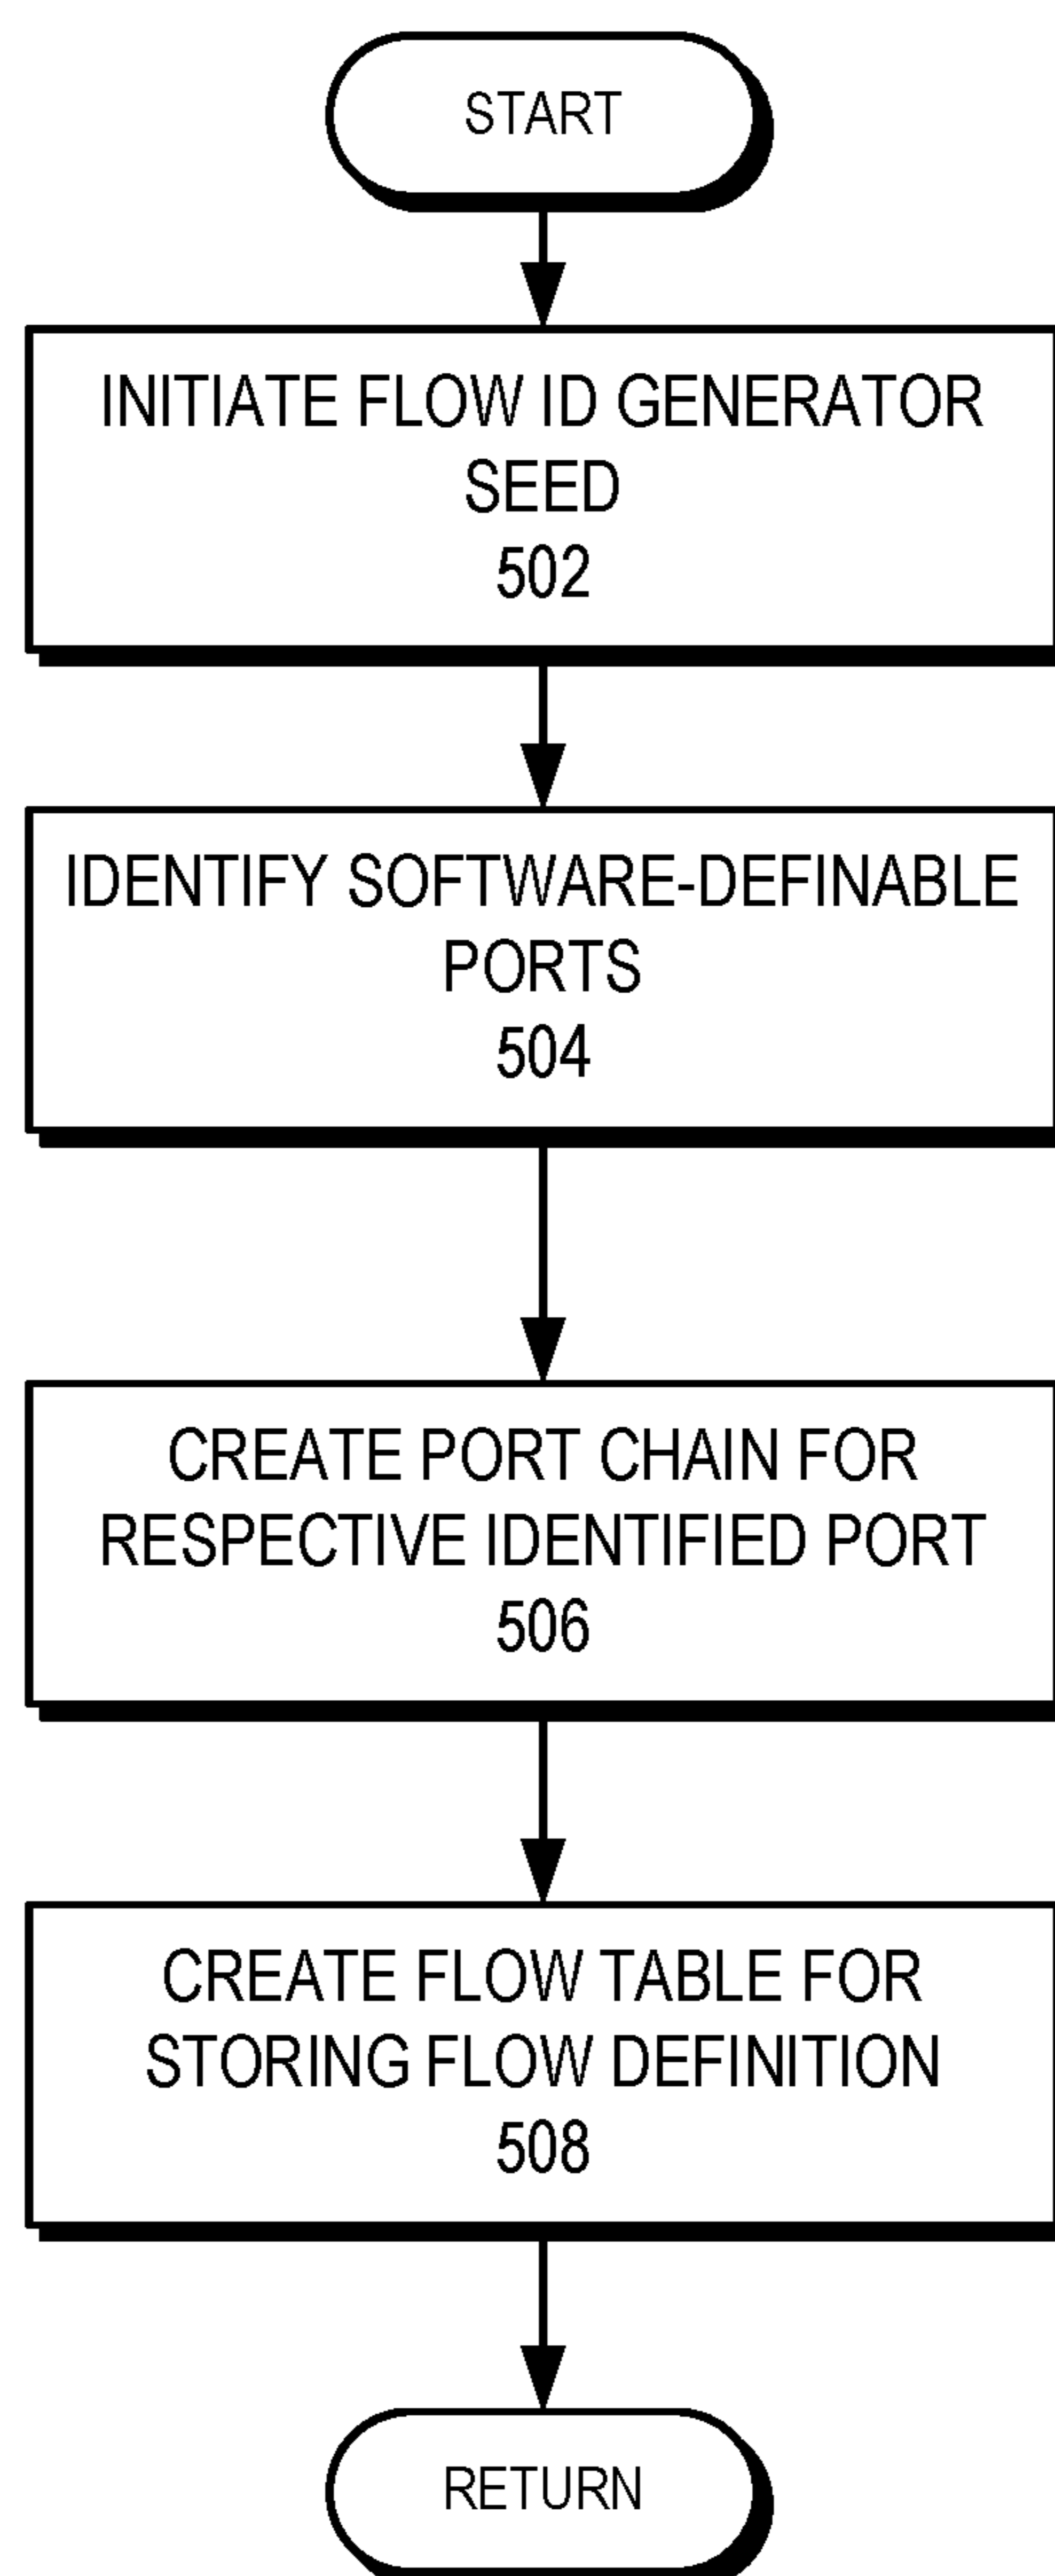 START
INITIATE FLOW ID GENERATOR
SEED
502
IDENTIFY SOFTWARE-DEFINABLE
PORTS
504
CREATE PORT CHAIN FOR
RESPECTIVE IDENTIFIED PORT
506
CREATE FLOW TABLE FOR
STORING FLOW DEFINITION
508
RETURN